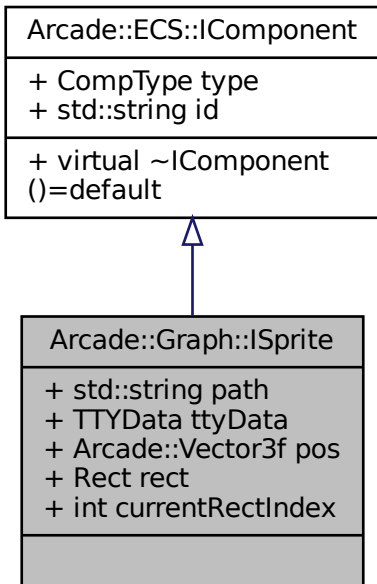 Arcade::ECS::IComponent
+ CompType type
+ std::string id
+ virtual ~IComponent
()=default
Arcade::Graph::ISprite
+ std::string path
+ TTYData ttyData
+ Arcade::Vector3f pos
+ Rect rect
+ int currentRectIndex